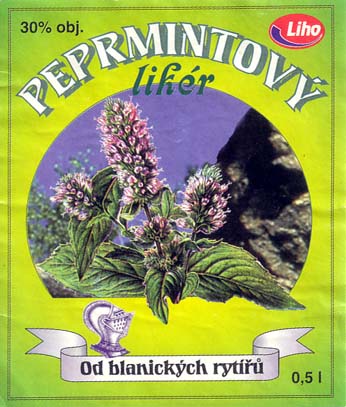 30% obj.
Liho
PEPRMINTOVÝ
likér
Od blanických rytířů
0,5 l